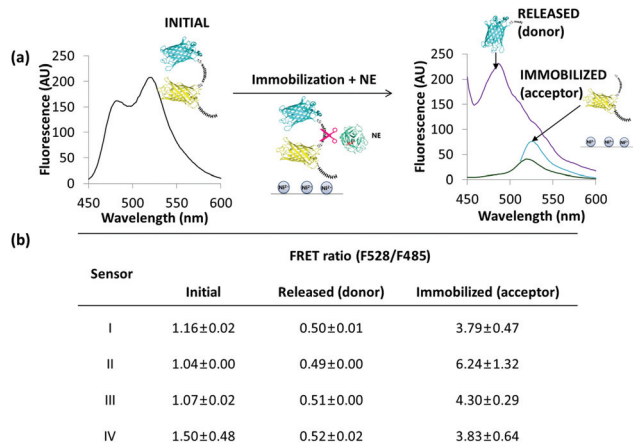 (a)
INITIAL
Fluorescence (AU)
250
200
150
100
50
0
450 500 550 600
Wavelength (nm)
Immobilization + NE
NE
Ni²⁺ Ni²⁺ Ni²⁺
RELEASED
(donor)
IMMOBILIZED
(acceptor)
Fluorescence (AU)
250
200
150
100
50
0
450 500 550 600
Wavelength (nm)
Ni²⁺ Ni²⁺ Ni²⁺
(b)
Sensor
FRET ratio (F528/F485)
Initial Released (donor) Immobilized (acceptor)
I 1.16±0.02 0.50±0.01 3.79±0.47
II 1.04±0.00 0.49±0.00 6.24±1.32
III 1.07±0.02 0.51±0.00 4.30±0.29
IV 1.50±0.48 0.52±0.02 3.83±0.64